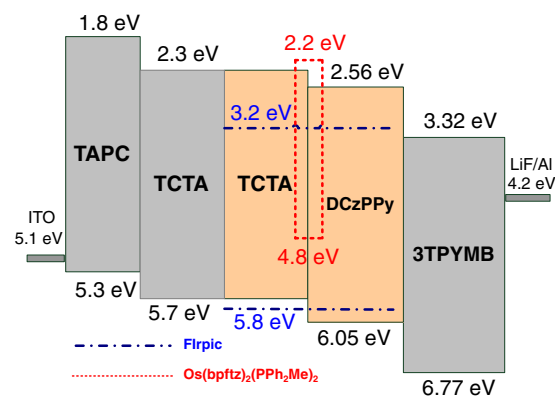 1.8 eV
2.3 eV
2.2 eV
2.56 eV
3.2 eV
3.32 eV
LiF/Al
4.2 eV
TAPC
TCTA
TCTA
DCzPPy
3TPYMB
ITO
5.1 eV
4.8 eV
5.3 eV
5.7 eV
5.8 eV
6.05 eV
6.77 eV
FIrpic
Os(bpftz)₂(PPh₂Me)₂